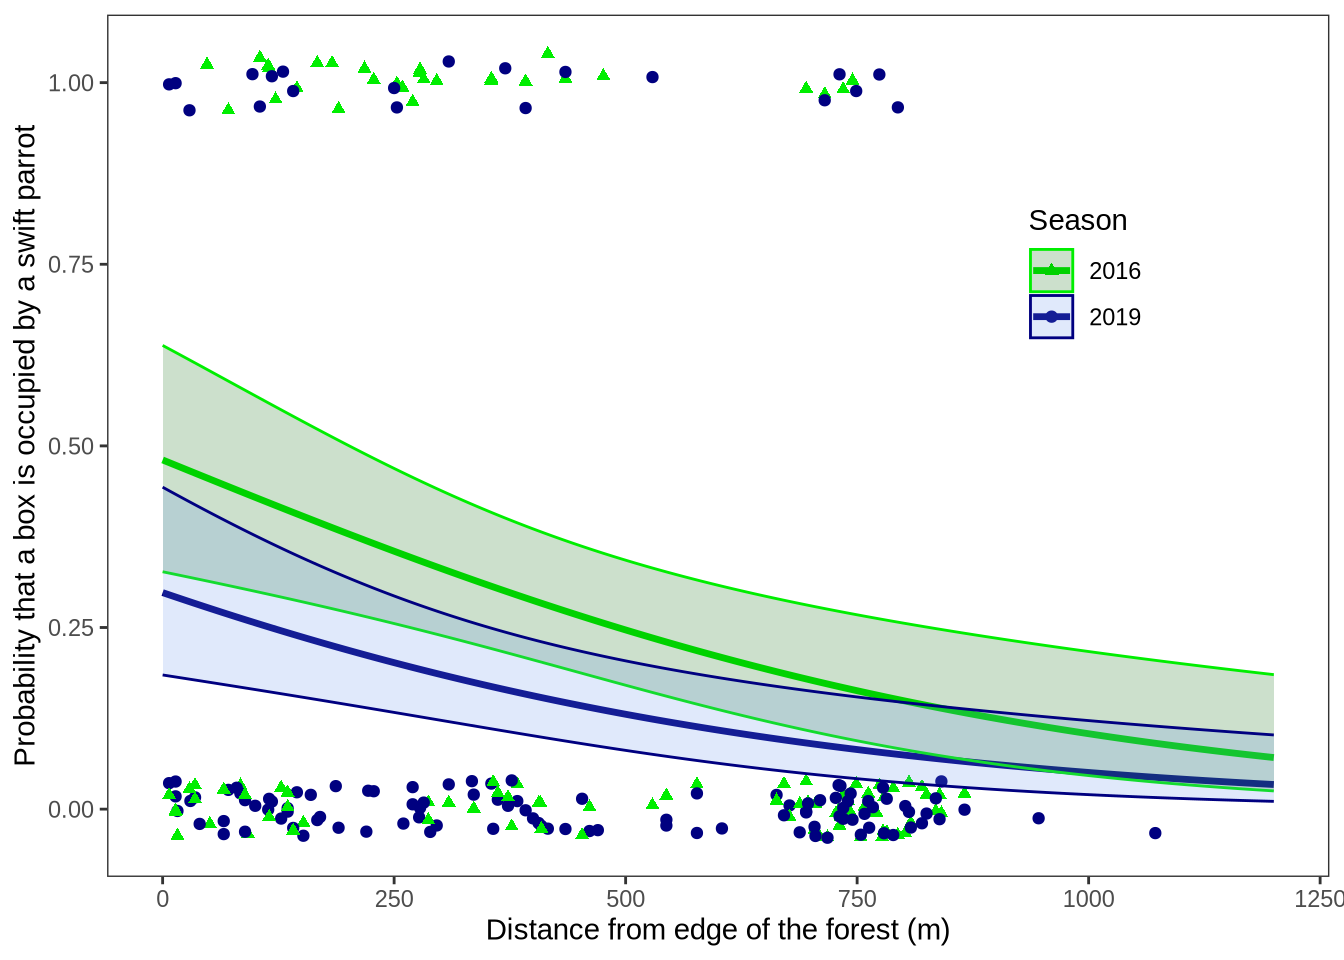 Probability that a box is occupied by a swift parrot
1.00
0.75
0.50
0.25
0.00
Season
2016
2019
0 250 500 750 1000 1250
Distance from edge of the forest (m)